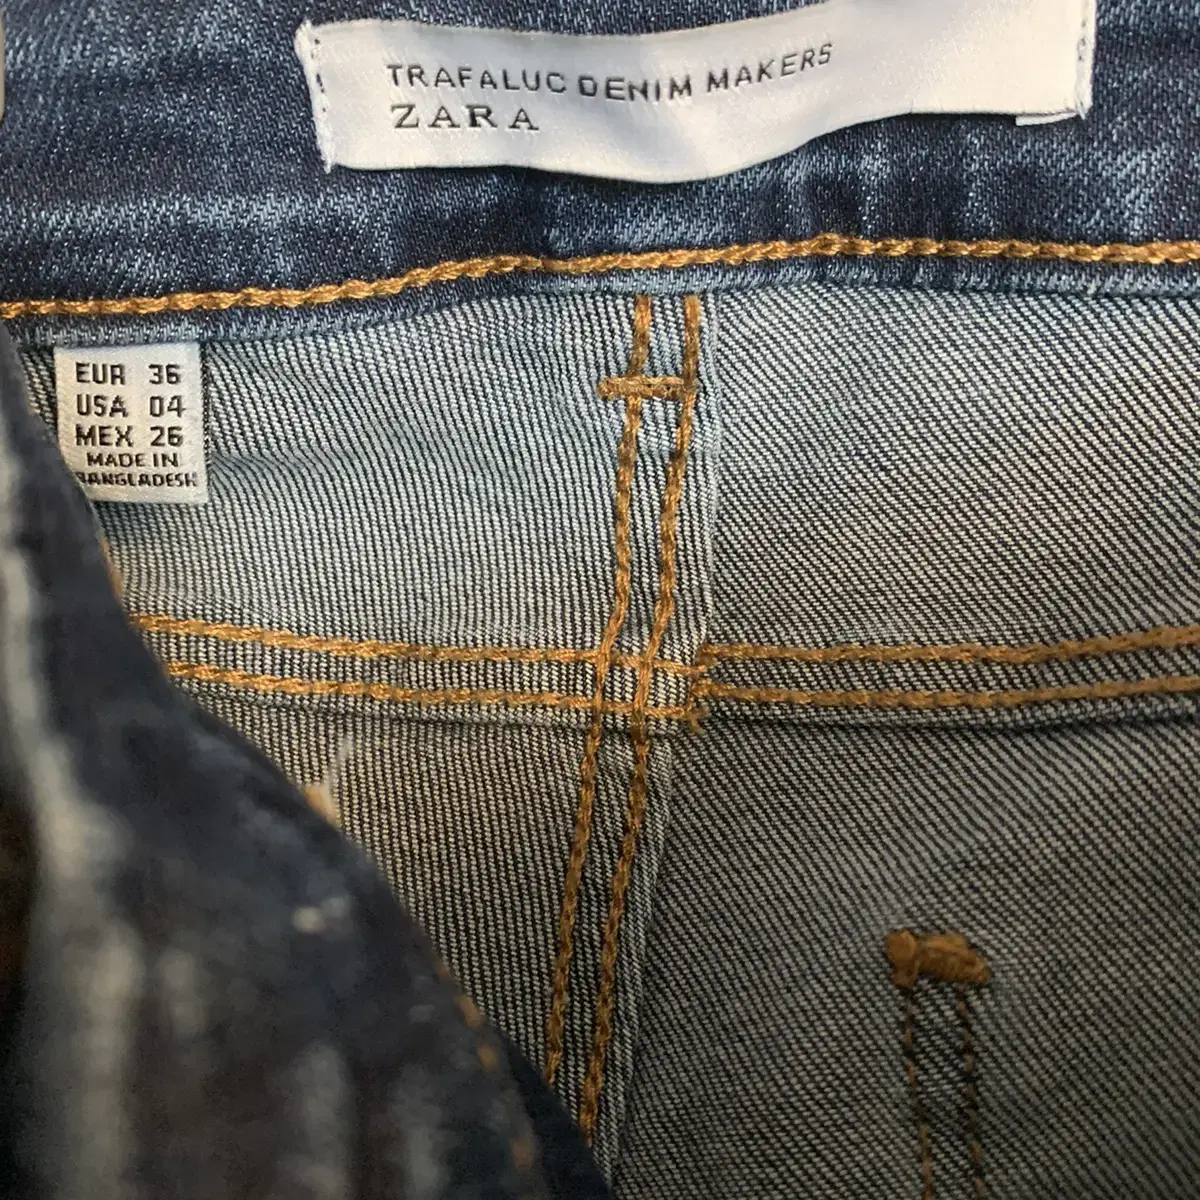 TRAFALUC DENIM MAKERS
ZARA
EUR 36
USA 04
MEX 26
MADE IN
BANGLADESH